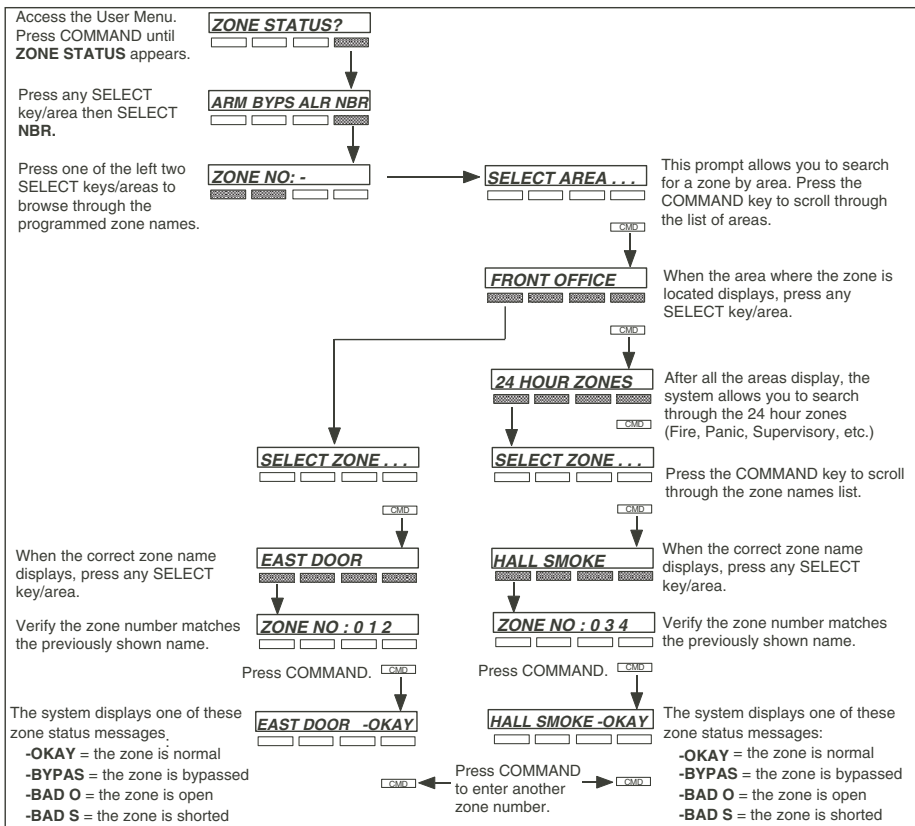 Access the User Menu.
Press COMMAND until
ZONE STATUS appears.
ZONE STATUS?
Press any SELECT
key/area then SELECT
NBR.
ARM BYPS ALR NBR
Press one of the left two
SELECT keys/areas to
browse through the
programmed zone names.
ZONE NO: -
SELECT AREA . . .
This prompt allows you to search
for a zone by area. Press the
COMMAND key to scroll through
the list of areas.
CMD
FRONT OFFICE
When the area where the zone is
located displays, press any
SELECT key/area.
CMD
24 HOUR ZONES
After all the areas display, the
system allows you to search
through the 24 hour zones
(Fire, Panic, Supervisory, etc.)
CMD
SELECT ZONE . . .
SELECT ZONE . . .
Press the COMMAND key to scroll
through the zone names list.
CMD
CMD
When the correct zone name
displays, press any SELECT
key/area.
EAST DOOR
HALL SMOKE
When the correct zone name
displays, press any SELECT
key/area.
Verify the zone number matches
the previously shown name.
ZONE NO : 0 1 2
ZONE NO : 0 3 4
Verify the zone number matches
the previously shown name.
Press COMMAND.
CMD
Press COMMAND.
CMD
The system displays one of these
zone status messages.
-OKAY = the zone is normal
-BYPAS = the zone is bypassed
-BAD O = the zone is open
-BAD S = the zone is shorted
EAST DOOR -OKAY
HALL SMOKE -OKAY
The system displays one of these
zone status messages:
-OKAY = the zone is normal
-BYPAS = the zone is bypassed
-BAD O = the zone is open
-BAD S = the zone is shorted
CMD
Press COMMAND
to enter another
zone number.
CMD